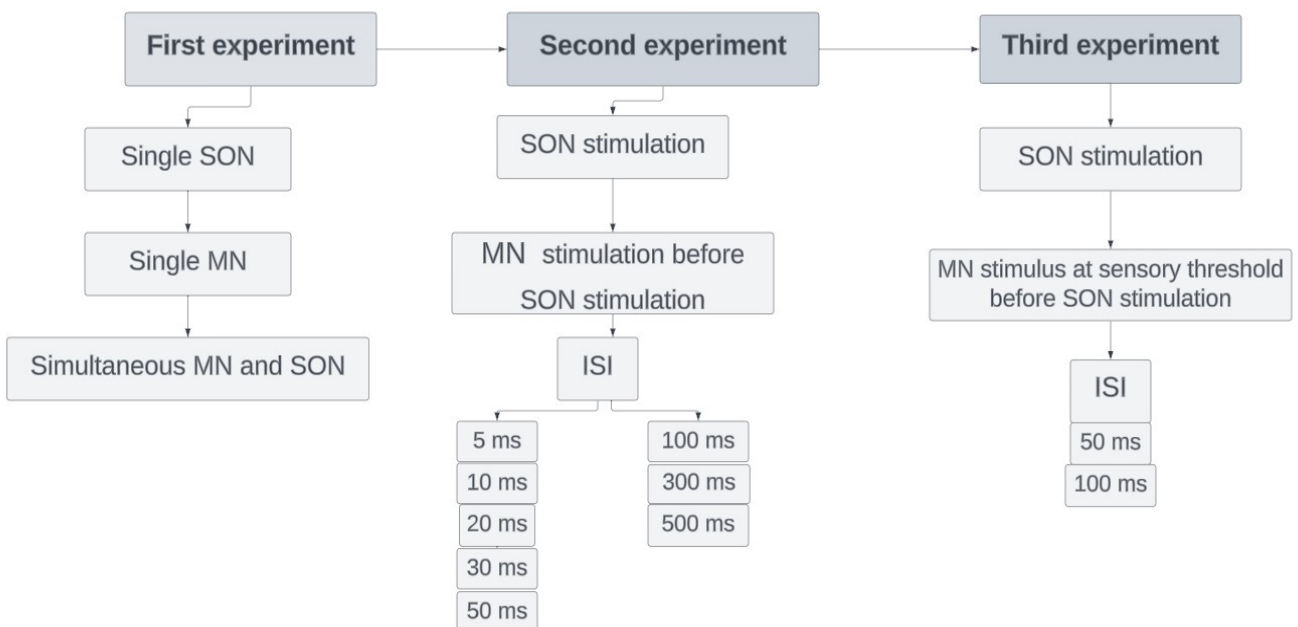 First experiment
Second experiment
Third experiment
Single SON
Single MN
Simultaneous MN and SON
SON stimulation
MN stimulation before
SON stimulation
ISI
5 ms
10 ms
20 ms
30 ms
50 ms
100 ms
300 ms
500 ms
SON stimulation
MN stimulus at sensory threshold
before SON stimulation
ISI
50 ms
100 ms